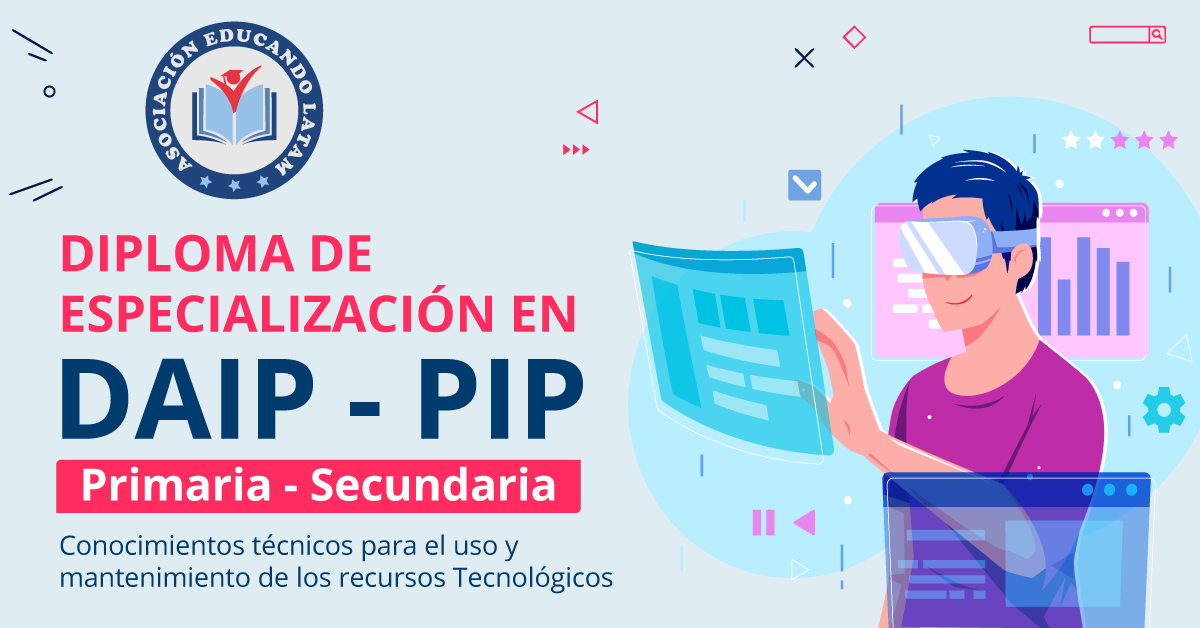 ASOCIACIÓN EDUCANDO LATAM
DIPLOMA DE
ESPECIALIZACIÓN EN
DAIP - PIP
Primaria - Secundaria
Conocimientos técnicos para el uso y
mantenimiento de los recursos Tecnológicos